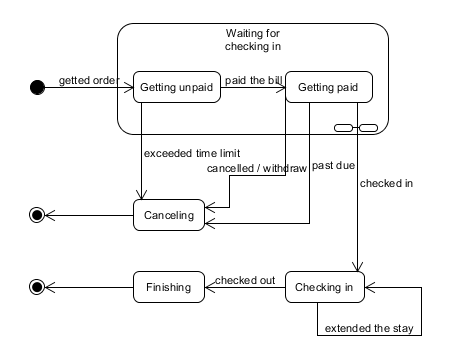 Waiting for
checking in
getted order
Getting unpaid
paid the bill
Getting paid
exceeded time limit
cancelled / withdraw
past due
checked in
Canceling
Finishing
checked out
Checking in
extended the stay